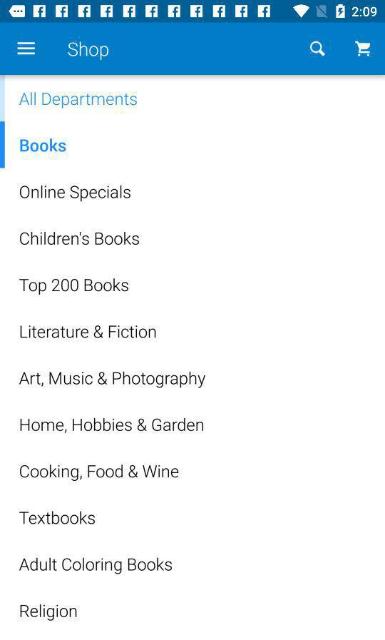 2:09
Shop
All Departments
Books
Online Specials
Children's Books
Top 200 Books
Literature & Fiction
Art, Music & Photography
Home, Hobbies & Garden
Cooking, Food & Wine
Textbooks
Adult Coloring Books
Religion